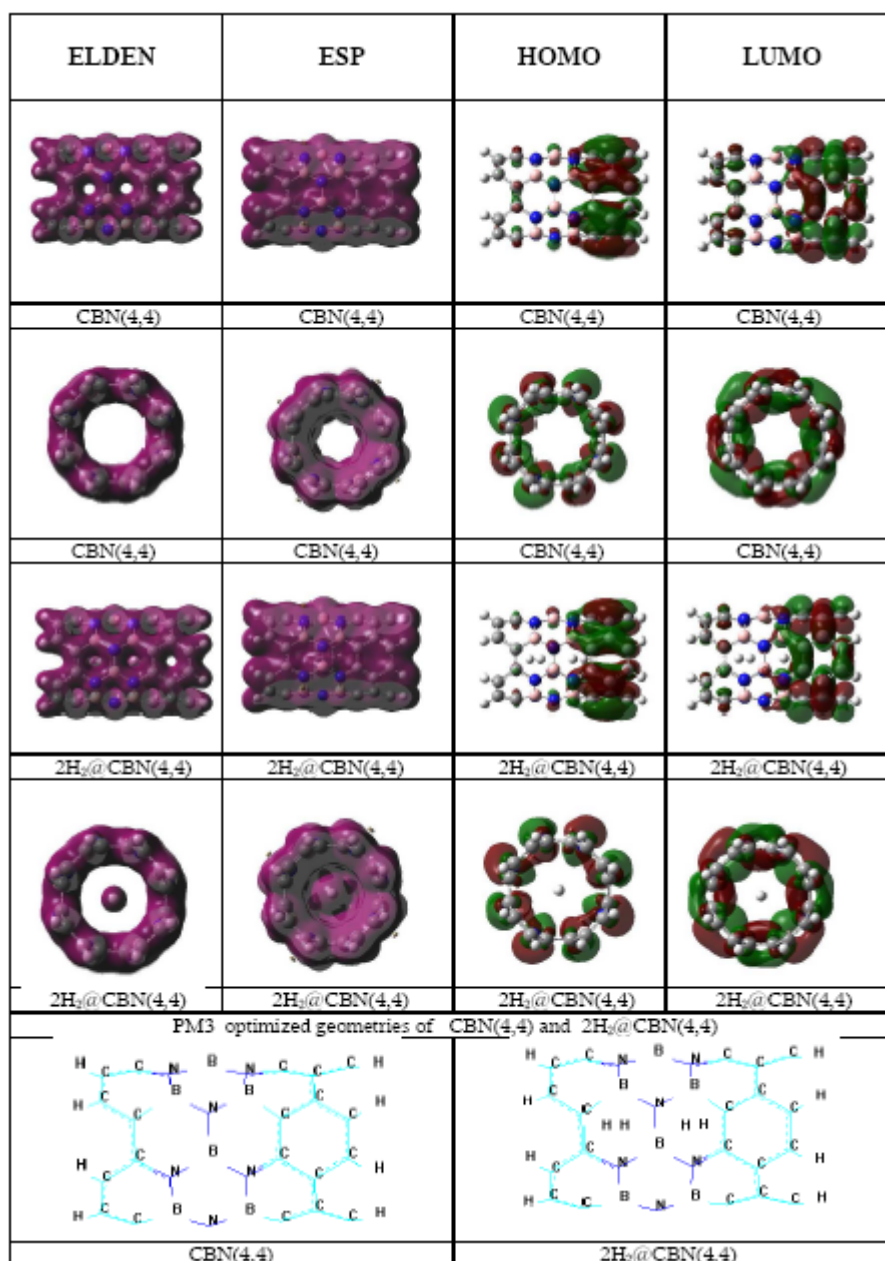 ELDEN ESP HOMO LUMO
CBN(4,4) CBN(4,4) CBN(4,4) CBN(4,4)
CBN(4,4) CBN(4,4) CBN(4,4) CBN(4,4)
2H₂@CBN(4,4) 2H₂@CBN(4,4) 2H₂@CBN(4,4) 2H₂@CBN(4,4)
2H₂@CBN(4,4) 2H₂@CBN(4,4) 2H₂@CBN(4,4) 2H₂@CBN(4,4)
PM3 optimized geometries of CBN(4,4) and 2H₂@CBN(4,4)
H C C N B N C C C H
B B
H C N C C H
C B C
H H H H
H C C N N C C C H
C B B C
H C C B N C C C H
CBN(4,4) 2H₂@CBN(4,4)